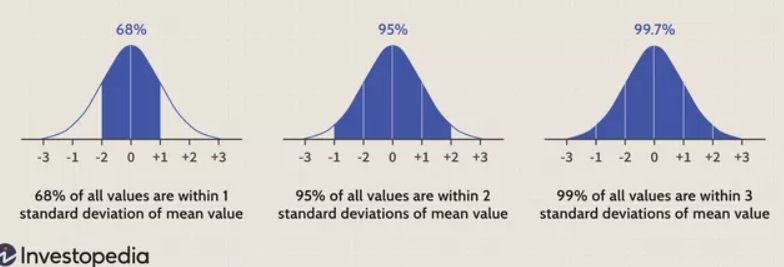 68%
-3 -1 -2 0 +1 +2 +3
68% of all values are within 1
standard deviation of mean value
95%
-3 -1 -2 0 +1 +2 +3
95% of all values are within 2
standard deviations of mean value
99.7%
-3 -1 -2 0 +1 +2 +3
99% of all values are within 3
standard deviations of mean value
Investopedia